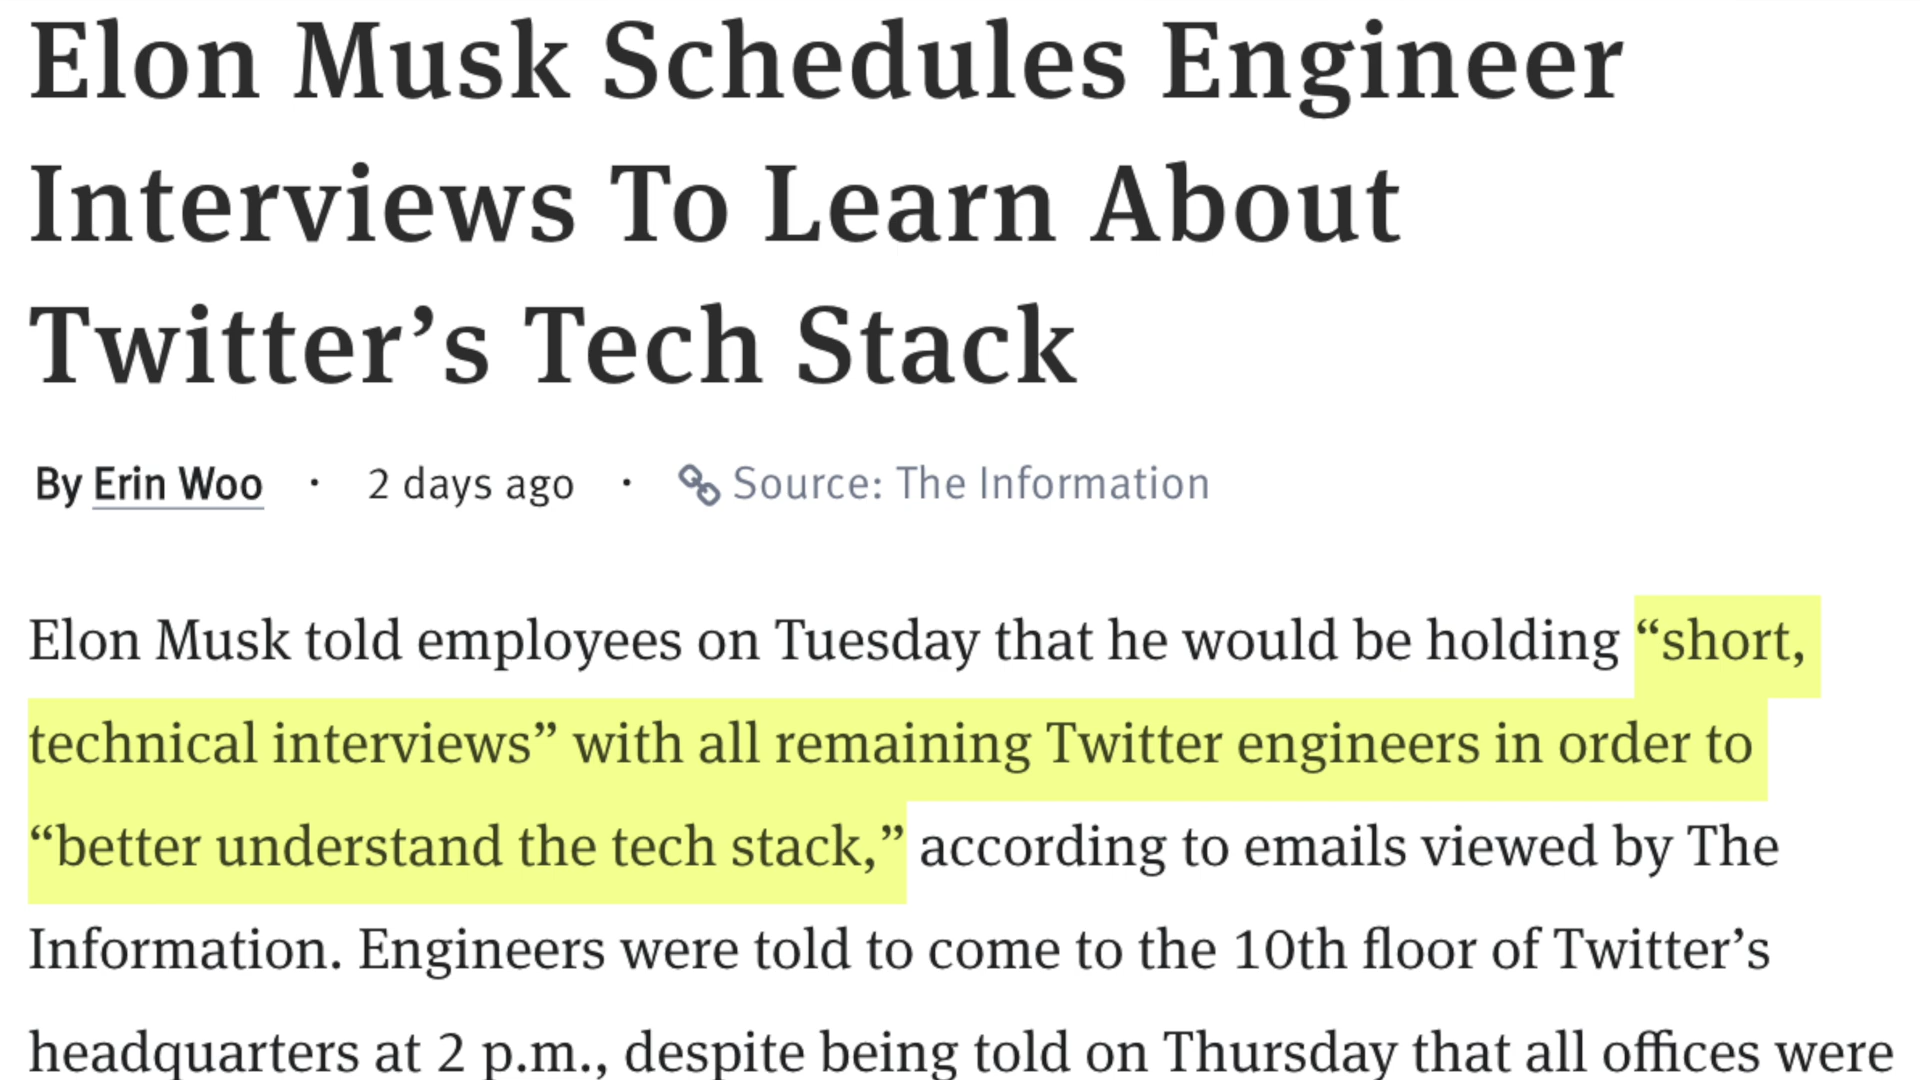 Elon Musk Schedules Engineer
Interviews To Learn About
Twitter’s Tech Stack
By Erin Woo · 2 days ago · Source: The Information
Elon Musk told employees on Tuesday that he would be holding “short,
technical interviews” with all remaining Twitter engineers in order to
“better understand the tech stack,” according to emails viewed by The
Information. Engineers were told to come to the 10th floor of Twitter’s
headquarters at 2 p.m., despite being told on Thursday that all offices were